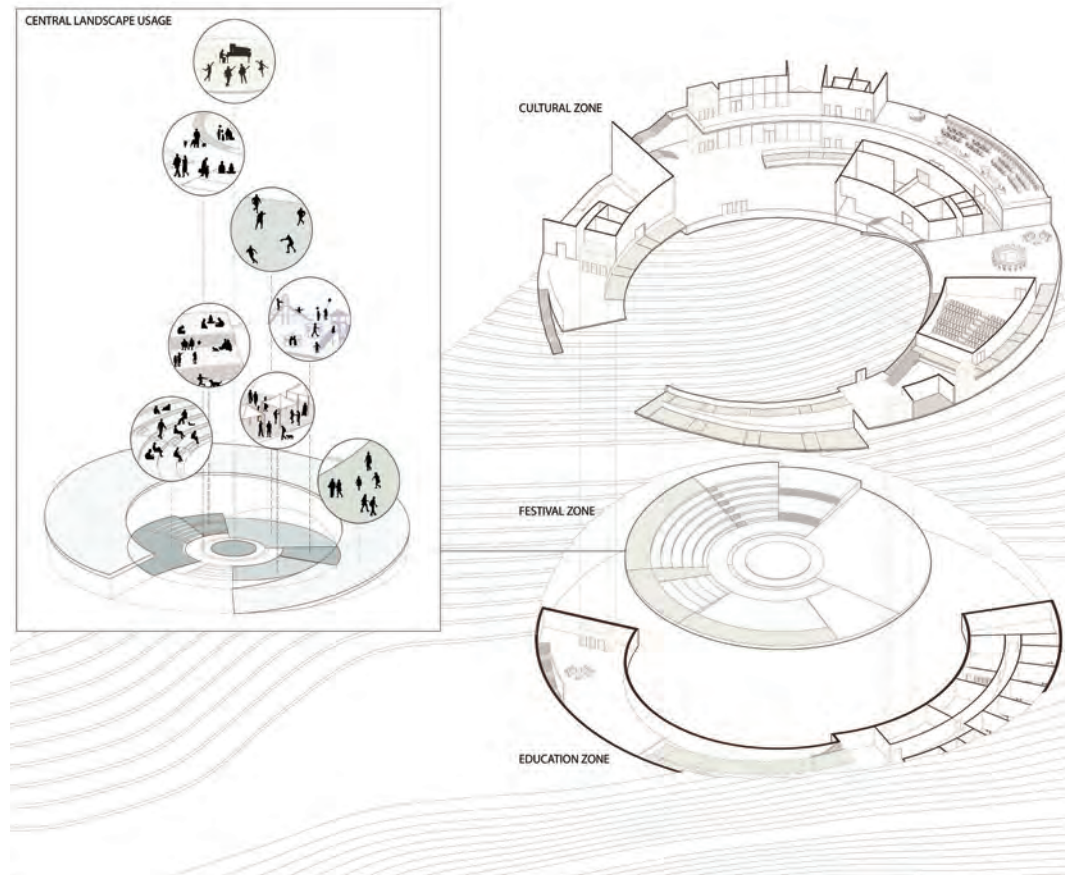 CENTRAL LANDSCAPE USAGE
CULTURAL ZONE
FESTIVAL ZONE
EDUCATION ZONE